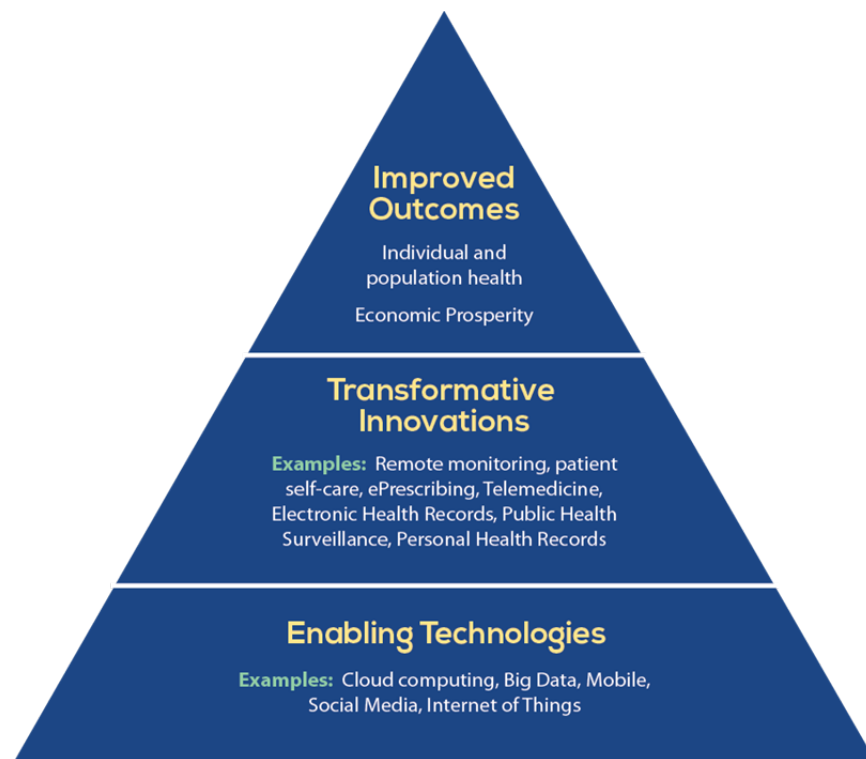 Improved
Outcomes
Individual and
population health
Economic Prosperity
Transformative
Innovations
Examples: Remote monitoring, patient
self-care, ePrescribing, Telemedicine,
Electronic Health Records, Public Health
Surveillance, Personal Health Records
Enabling Technologies
Examples: Cloud computing, Big Data, Mobile,
Social Media, Internet of Things